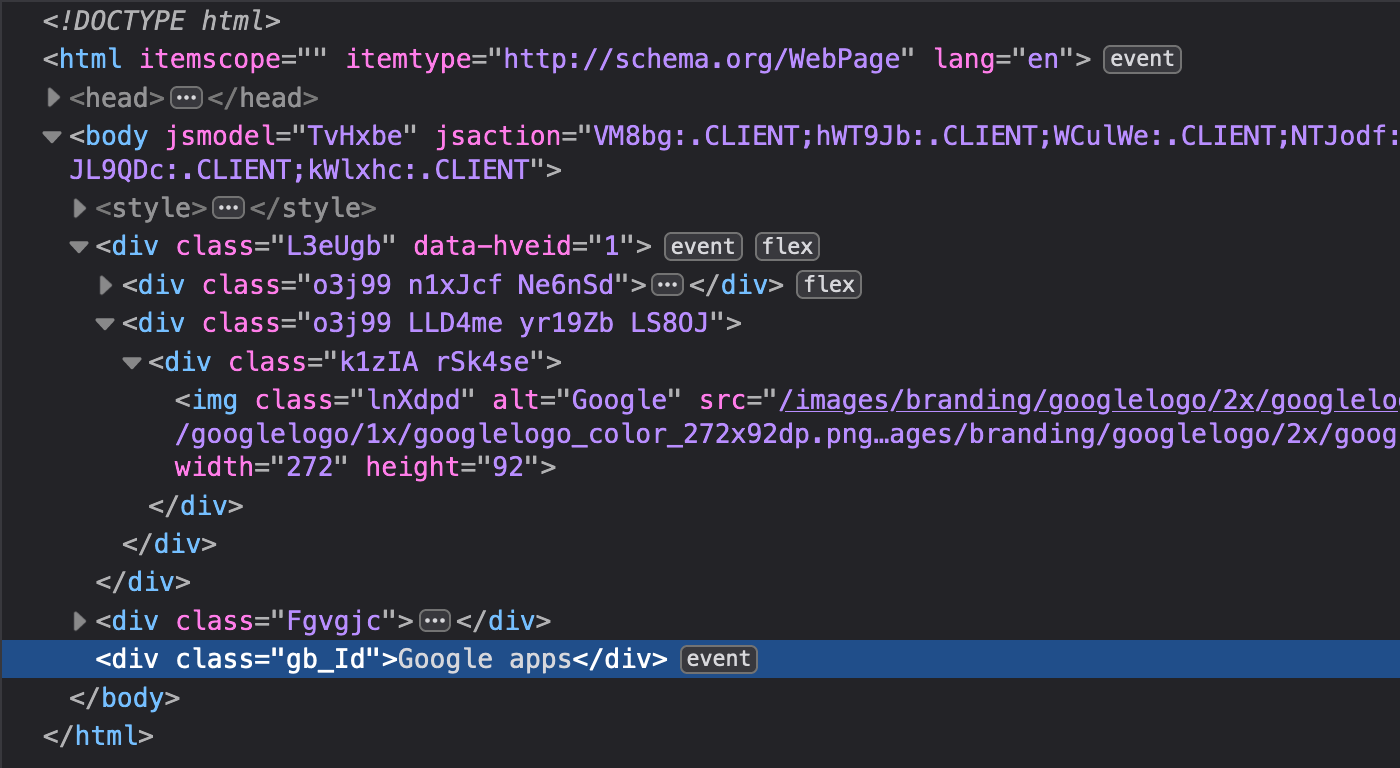 <!DOCTYPE html>
<html itemscope="" itemtype="http://schema.org/WebPage" lang="en"> event
<head> ··· </head>
<body jsmodel="TvHxbe" jsaction="VM8bg:.CLIENT;hWT9Jb:.CLIENT;WCulWe:.CLIENT;NTJodf:
JL9QDc:.CLIENT;kWlxhc:.CLIENT">
<style> ··· </style>
<div class="L3eUgb" data-hveid="1"> event flex
<div class="o3j99 n1xJcf Ne6nSd"> ··· </div> flex
<div class="o3j99 LLD4me yr19Zb LS8OJ">
<div class="k1zIA rSk4se">
<img class="lnXdpd" alt="Google" src="/images/branding/googlelogo/2x/googlelo
/googlelogo/1x/googlelogo_color_272x92dp.png…ages/branding/googlelogo/2x/goog
width="272" height="92">
</div>
</div>
</div>
<div class="Fgvgjc"> ··· </div>
<div class="gb_Id">Google apps</div> event
</body>
</html>